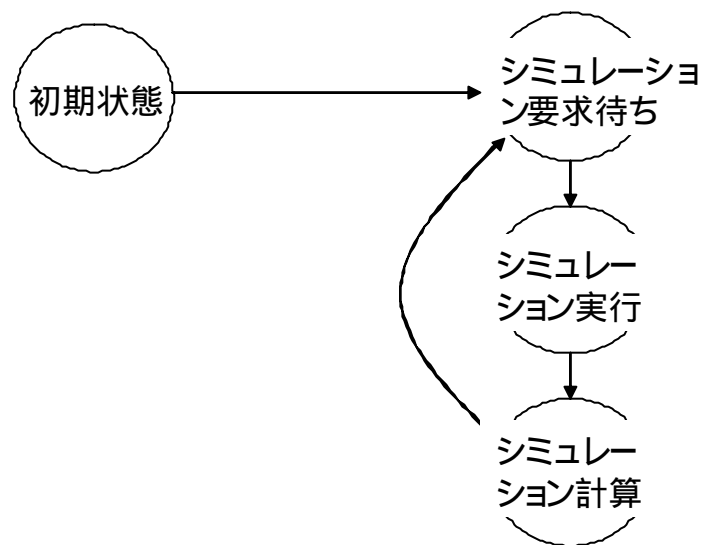 初期状態
シミュレーショ
ン要求待ち
シミュレー
ション実行
シミュレー
ション計算